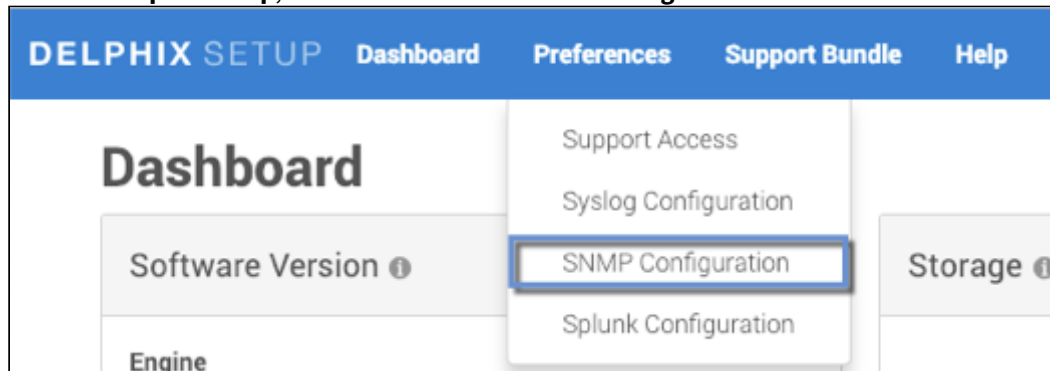 DELPHIX SETUP Dashboard Preferences Support Bundle Help
Dashboard
Support Access
Syslog Configuration
SNMP Configuration
Splunk Configuration
Software Version
Storage
Engine